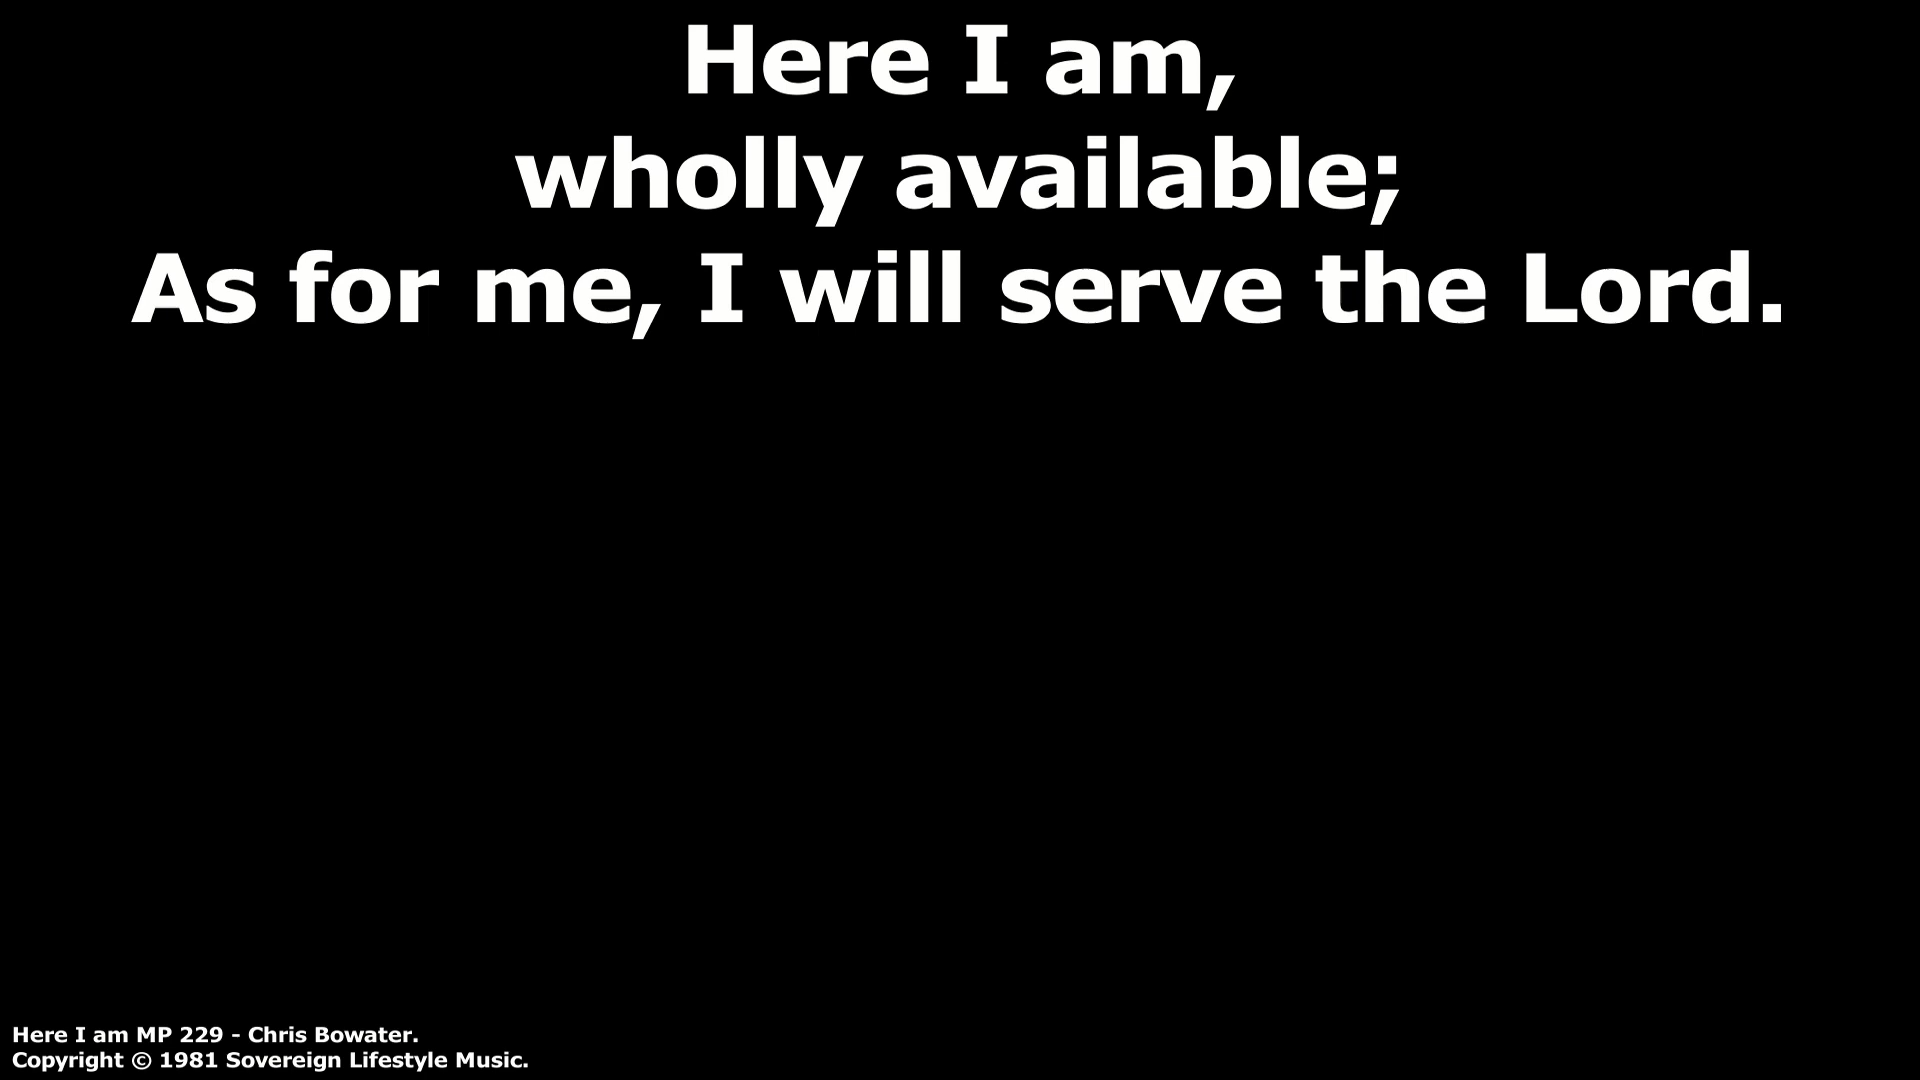 Here I am,
wholly available;
As for me, I will serve the Lord.
Here I am MP 229 - Chris Bowater.
Copyright © 1981 Sovereign Lifestyle Music.